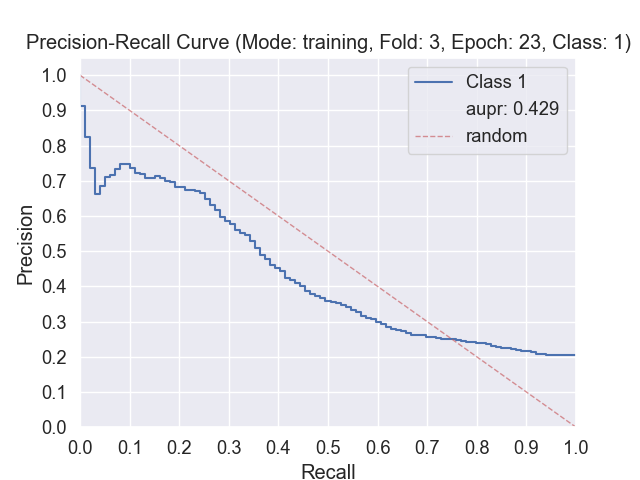 Precision-Recall Curve (Mode: training, Fold: 3, Epoch: 23, Class: 1)
1.0
0.9
0.8
0.7
0.6
0.5
0.4
0.3
0.2
0.1
0.0
Precision
Class 1
aupr: 0.429
random
0.0 0.1 0.2 0.3 0.4 0.5 0.6 0.7 0.8 0.9 1.0
Recall